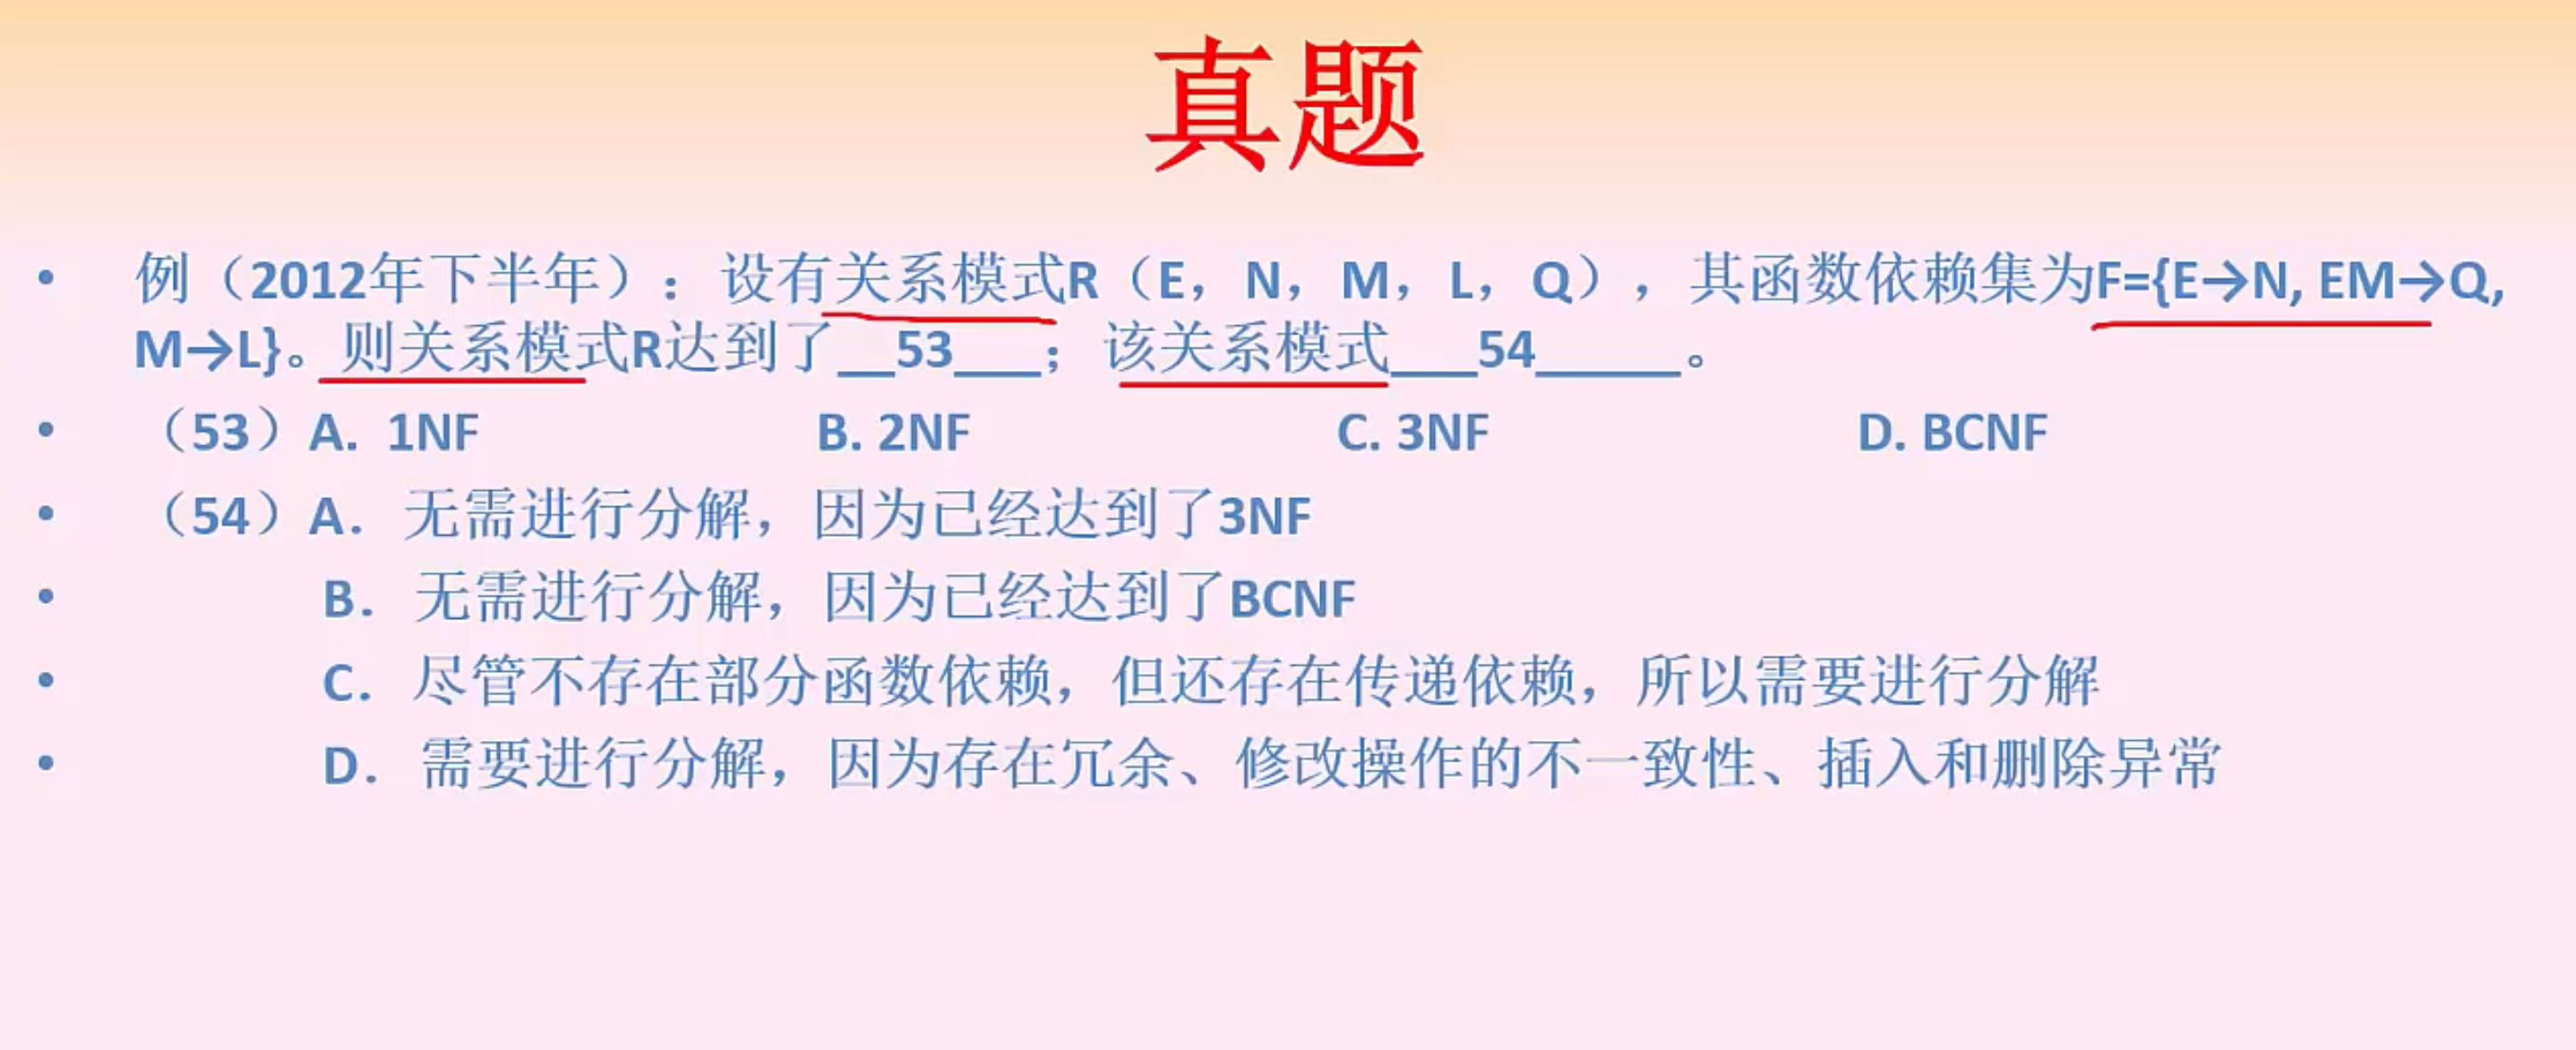 真题
• 例（2012年下半年）：设有关系模式R（E，N，M，L，Q），其函数依赖集为F={E→N, EM→Q,
M→L}。则关系模式R达到了__53___；该关系模式___54_____。
• （53）A. 1NF B. 2NF C. 3NF D. BCNF
• （54）A．无需进行分解，因为已经达到了3NF
• B．无需进行分解，因为已经达到了BCNF
• C．尽管不存在部分函数依赖，但还存在传递依赖，所以需要进行分解
• D．需要进行分解，因为存在冗余、修改操作的不一致性、插入和删除异常